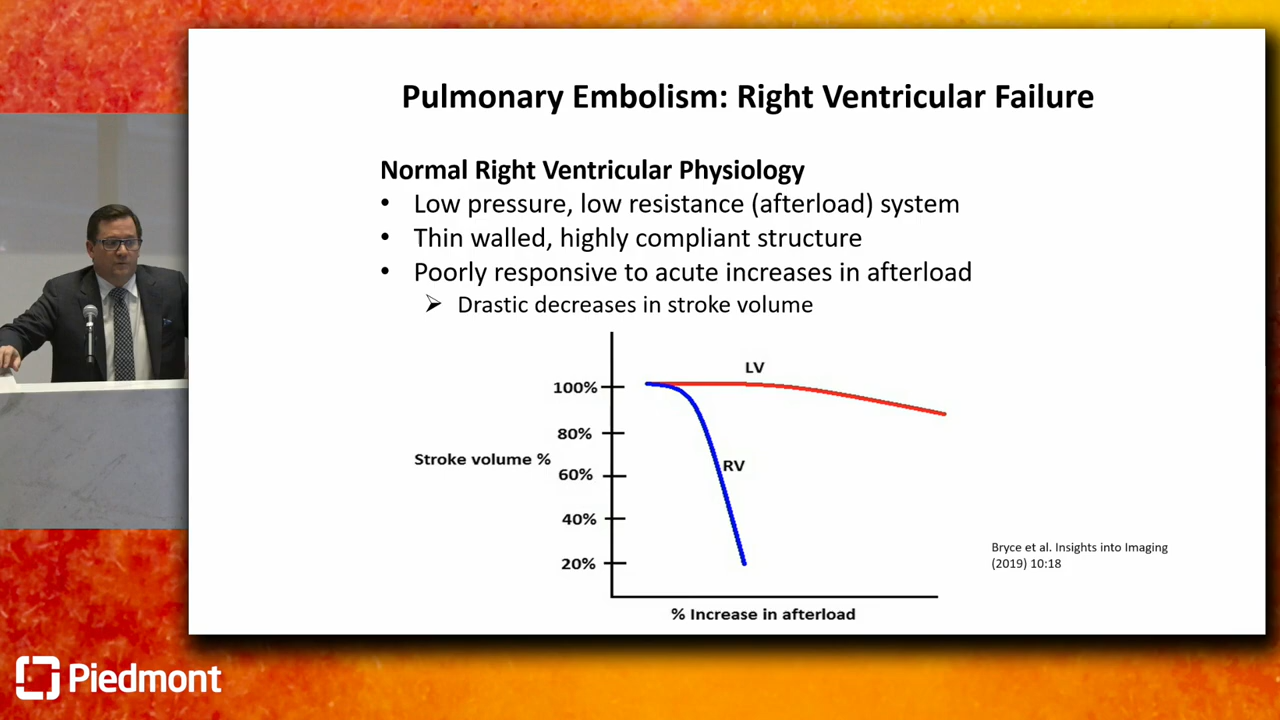 Pulmonary Embolism: Right Ventricular Failure
Normal Right Ventricular Physiology
• Low pressure, low resistance (afterload) system
• Thin walled, highly compliant structure
• Poorly responsive to acute increases in afterload
➢ Drastic decreases in stroke volume
LV
100%
80%
Stroke volume %
RV
60%
40%
20%
% Increase in afterload
Bryce et al. Insights into Imaging
(2019) 10:18
Piedmont